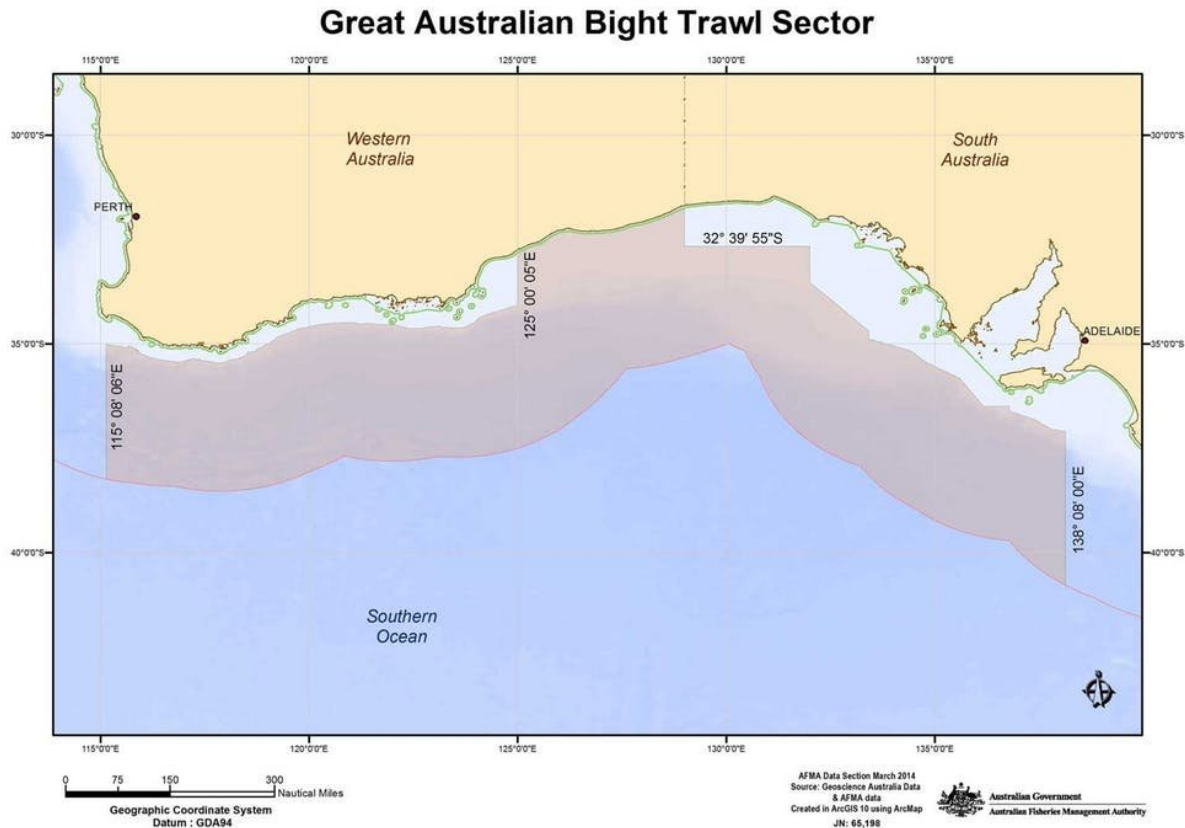 Great Australian Bight Trawl Sector
115°0'0"E
120°0'0"E
125°0'0"E
130°0'0"E
135°0'0"E
30°0'0"S
30°0'0"S
Western
Australia
South
Australia
PERTH
32° 39' 55"S
125° 00' 05"E
ADELAIDE
35°0'0"S
35°0'0"S
115° 08' 06"E
138° 08' 00"E
40°0'0"S
40°0'0"S
Southern
Ocean
115°0'0"E
120°0'0"E
125°0'0"E
130°0'0"E
135°0'0"E
0 75 150 300
Nautical Miles
Geographic Coordinate System
Datum : GDA94
AFMA Data Section March 2014
Source: Geoscience Australia Data
& AFMA data
Created in ArcGIS 10 using ArcMap
JN: 65,198
Australian Government
Australian Fisheries Management Authority